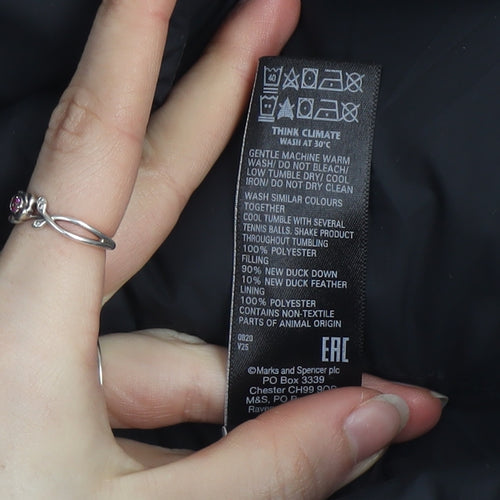 40
THINK CLIMATE
WASH AT 30°C
GENTLE MACHINE WARM
WASH/ DO NOT BLEACH/
LOW TUMBLE DRY/ COOL
IRON/ DO NOT DRY CLEAN
WASH SIMILAR COLOURS
TOGETHER
COOL TUMBLE WITH SEVERAL
TENNIS BALLS. SHAKE PRODUCT
THROUGHOUT TUMBLING
100% POLYESTER
FILLING
90% NEW DUCK DOWN
10% NEW DUCK FEATHER
LINING
100% POLYESTER
CONTAINS NON-TEXTILE
PARTS OF ANIMAL ORIGIN
0820
V25
EAC
©Marks and Spencer plc
PO Box 3339
Chester CH99
M&S, PO